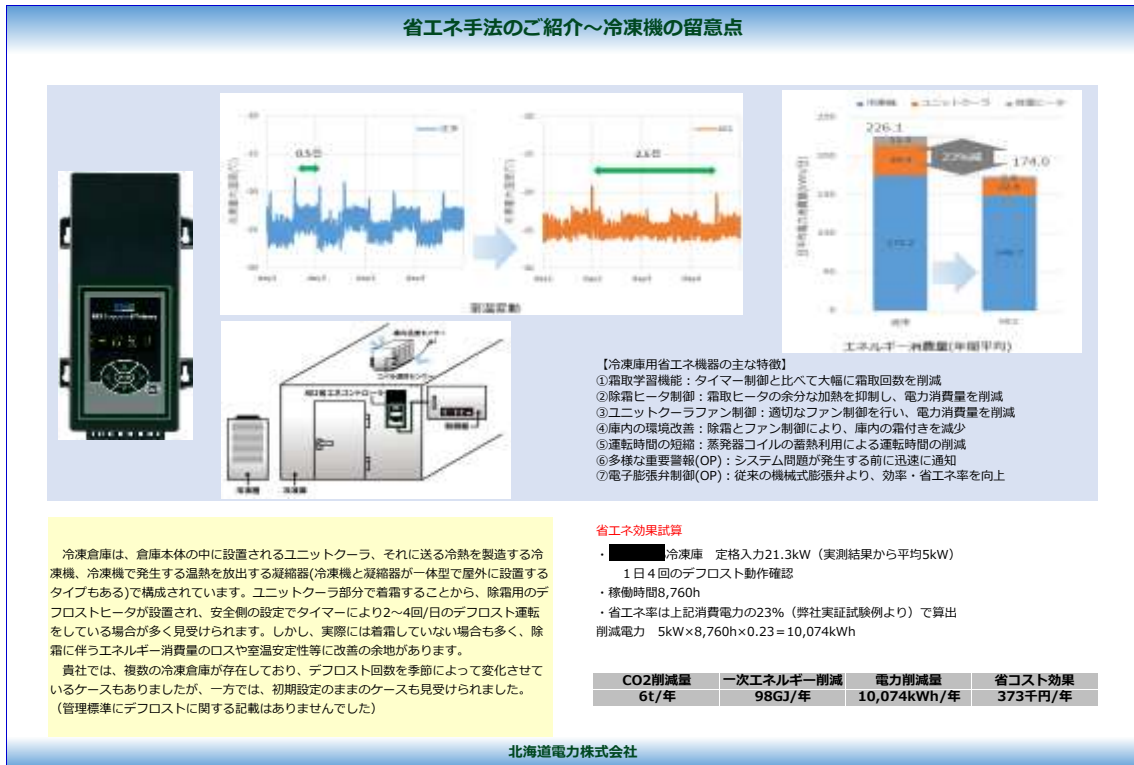 省エネ手法のご紹介～冷凍機の留意点
0.5日
2.5日
室温変動
冷凍機 ユニットクーラ
226.1
23%減
174.0
エネルギー消費量(年間平均)
冷凍機
冷凍庫
【冷凍庫用省エネ機器の主な特徴】
①霜取学習機能：タイマー制御と比べて大幅に霜取回数を削減
②除霜ヒータ制御：霜取ヒータの余分な加熱を抑制し、電力消費量を削減
③ユニットクーラファン制御：適切なファン制御を行い、電力消費量を削減
④庫内の環境改善：除霜とファン制御により、庫内の霜付きを減少
⑤運転時間の短縮：蒸発器コイルの蓄熱利用による運転時間の削減
⑥多様な重要警報(OP)：システム問題が発生する前に迅速に通知
⑦電子膨張弁制御(OP)：従来の機械式膨張弁より、効率・省エネ率を向上
冷凍倉庫は、倉庫本体の中に設置されるユニットクーラ、それに送る冷熱を製造する冷
凍機、冷凍機で発生する温熱を放出する凝縮器(冷凍機と凝縮器が一体型で屋外に設置する
タイプもある)で構成されています。ユニットクーラ部分で着霜することから、除霜用のデ
フロストヒータが設置され、安全側の設定でタイマーにより2～4回/日のデフロスト運転
をしている場合が多く見受けられます。しかし、実際には着霜していない場合も多く、除
霜に伴うエネルギー消費量のロスや室温安定性等に改善の余地があります。
貴社では、複数の冷凍倉庫が存在しており、デフロスト回数を季節によって変化させて
いるケースもありましたが、一方では、初期設定のままのケースも見受けられました。
（管理標準にデフロストに関する記載はありませんでした）
省エネ効果試算
・冷凍庫 定格入力21.3kW（実測結果から平均5kW）
1日４回のデフロスト動作確認
・稼働時間8,760h
・省エネ率は上記消費電力の23%（弊社実証試験例より）で算出
削減電力 5kW×8,760h×0.23＝10,074kWh
CO2削減量 一次エネルギー削減 電力削減量 省コスト効果
6t/年 98GJ/年 10,074kWh/年 373千円/年
北海道電力株式会社